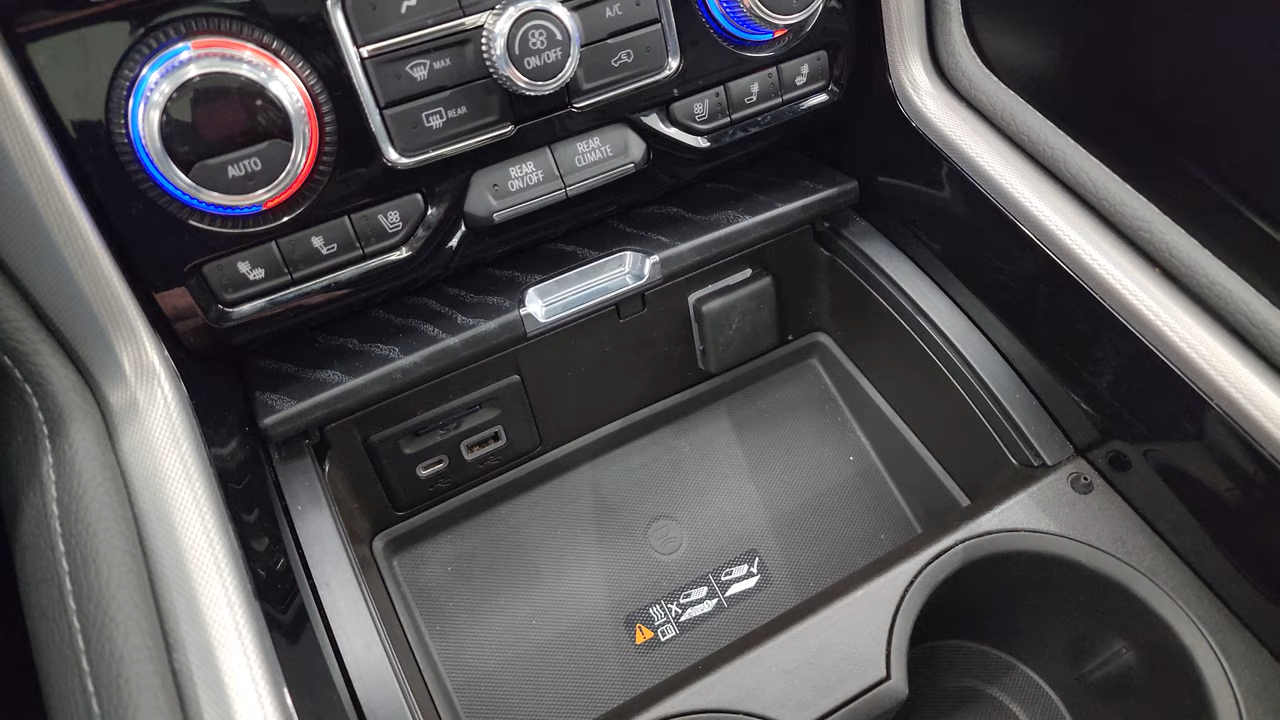 A/C
MAX
ON/OFF
REAR
AUTO
REAR
ON/OFF
REAR
CLIMATE